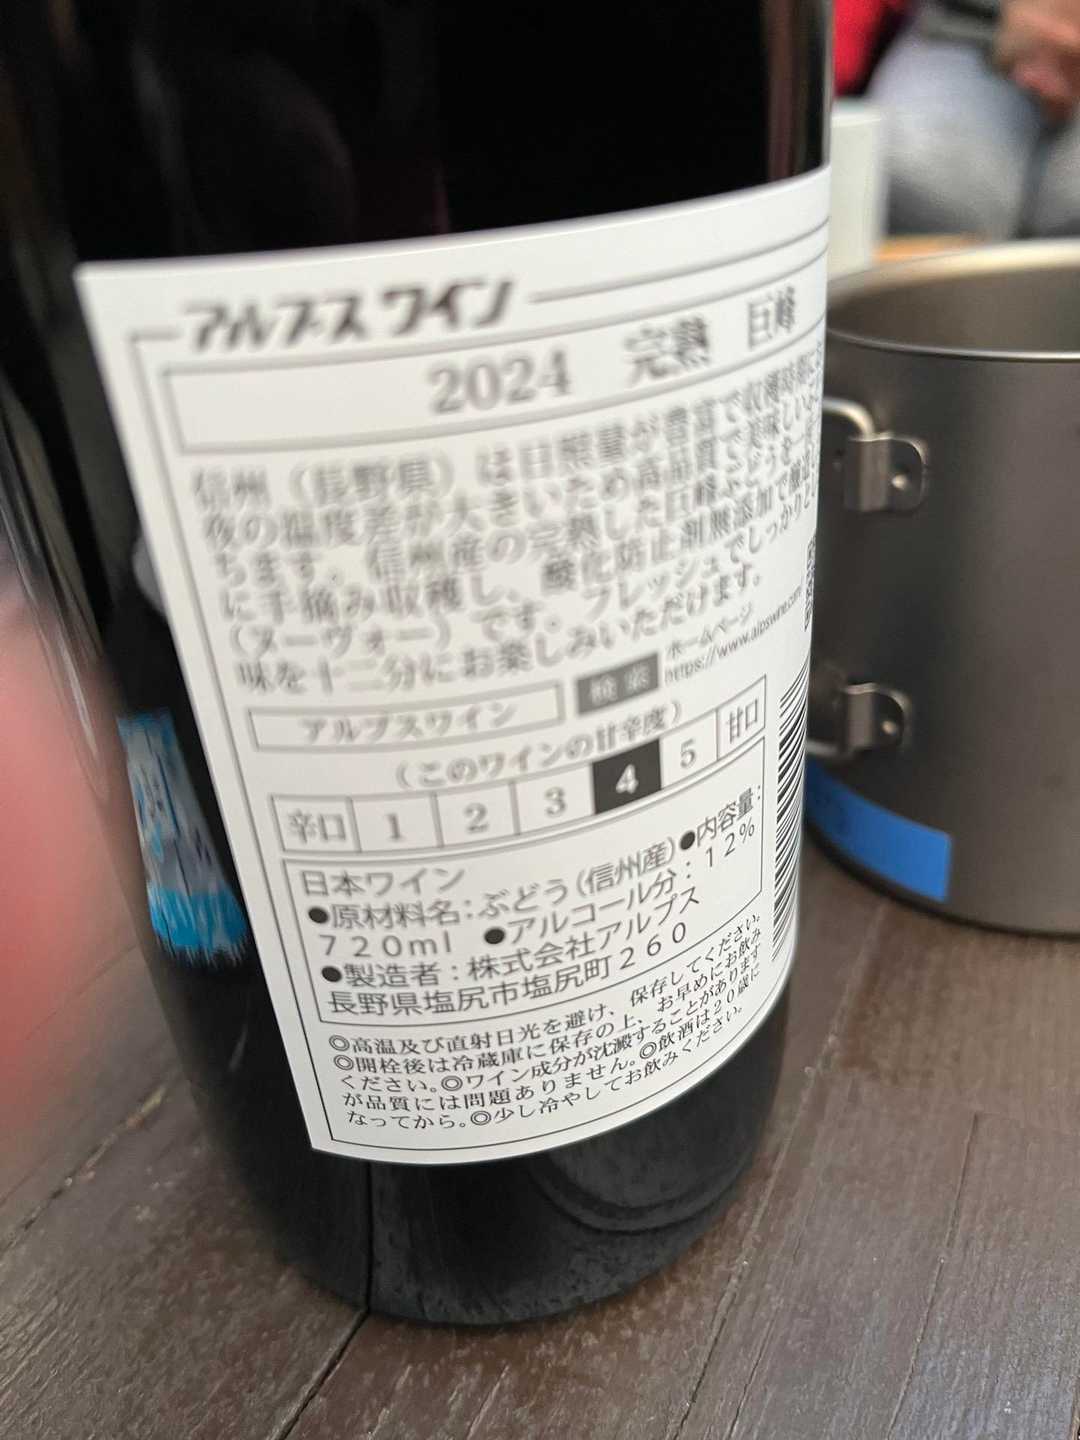 アルプスワイン
2024 完熟 巨峰
信州（長野県）は日照量が豊富で収穫時期に
夜の温度差が大きいため高品質で美味しい
ちます。信州産の完熟した巨峰ぶどうを
に手摘み収穫し、酸化防止剤無添加で醸造
（ヌーヴォー）です。フレッシュでしっかりと
味を十二分にお楽しみいただけます。
アルプスワイン 検索
ホームページ
https://www.alpswine.com
（このワインの甘辛度）
辛口 1 2 3 4 5 甘口
日本ワイン
●原材料名：ぶどう（信州産）●内容量：
７２０ml ●アルコール分：１２％
●製造者：株式会社アルプス
長野県塩尻市塩尻町２６０
◎高温及び直射日光を避け、保存してください。
◎開栓後は冷蔵庫に保存の上、お早めにお飲み
ください。◎ワイン成分が沈澱することがあります
が品質には問題ありません。◎飲酒は20歳に
なってから。◎少し冷やしてお飲みください。